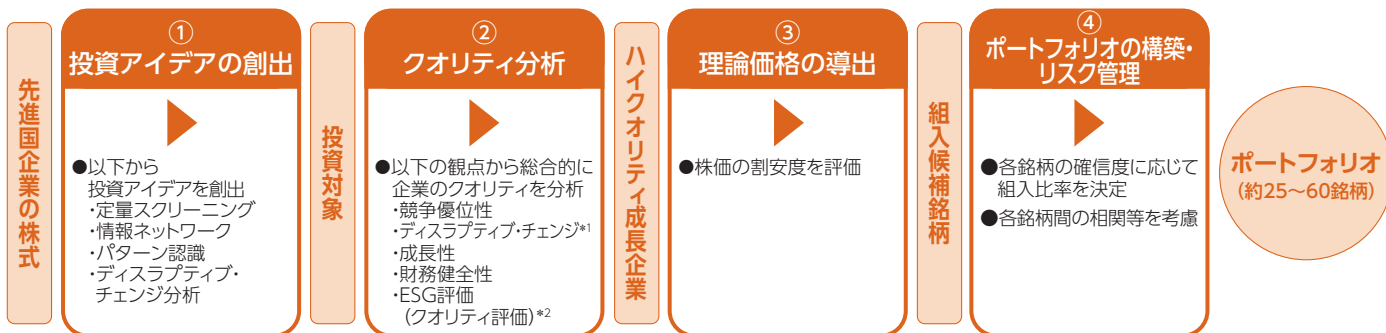 先進国企業の株式
①
投資アイデアの創出
●以下から
投資アイデアを創出
・定量スクリーニング
・情報ネットワーク
・パターン認識
・ディスラプティブ・
チェンジ分析
投資対象
②
クオリティ分析
●以下の観点から総合的に
企業のクオリティを分析
・競争優位性
・ディスラプティブ・チェンジ*1
・成長性
・財務健全性
・ESG評価
(クオリティ評価)*2
ハイクオリティ成長企業
③
理論価格の導出
●株価の割安度を評価
組入候補銘柄
④
ポートフォリオの構築・
リスク管理
●各銘柄の確信度に応じて
組入比率を決定
●各銘柄間の相関等を考慮
ポートフォリオ
(約25～60銘柄)